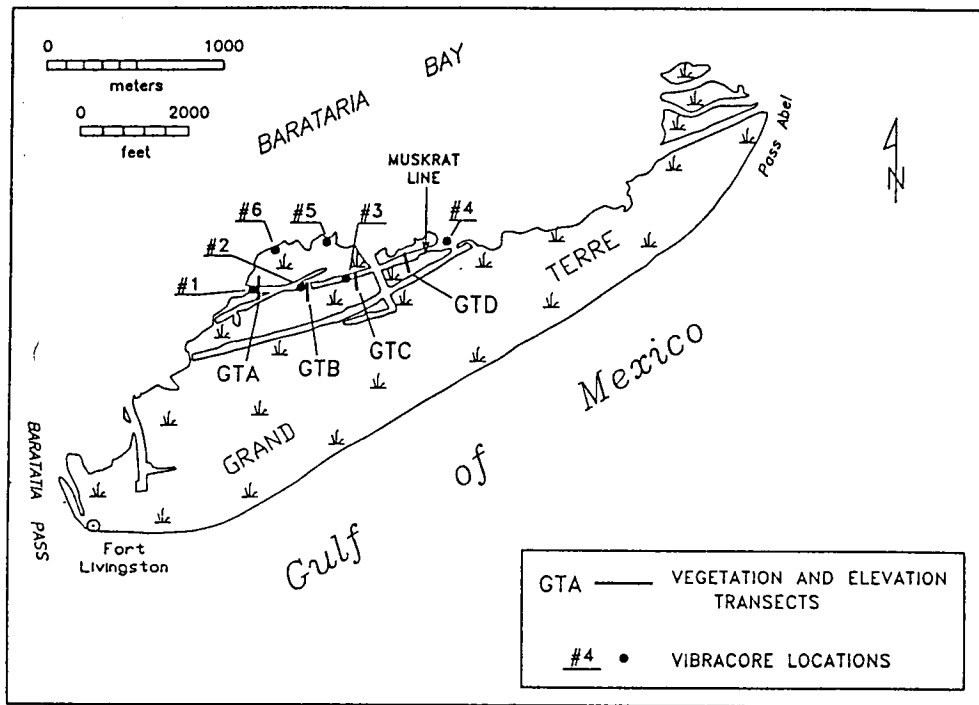 0 1000
meters
0 2000
feet
BARATARIA BAY
MUSKRAT
LINE
Pass Abel
N
#6
#5
#3
#4
#2
#1
GTA
GTB
GTC
GTD
GRAND TERRE
BARATATIA PASS
Fort
Livingston
Gulf of Mexico
GTA VEGETATION AND ELEVATION
TRANSECTS
#4 VIBRACORE LOCATIONS